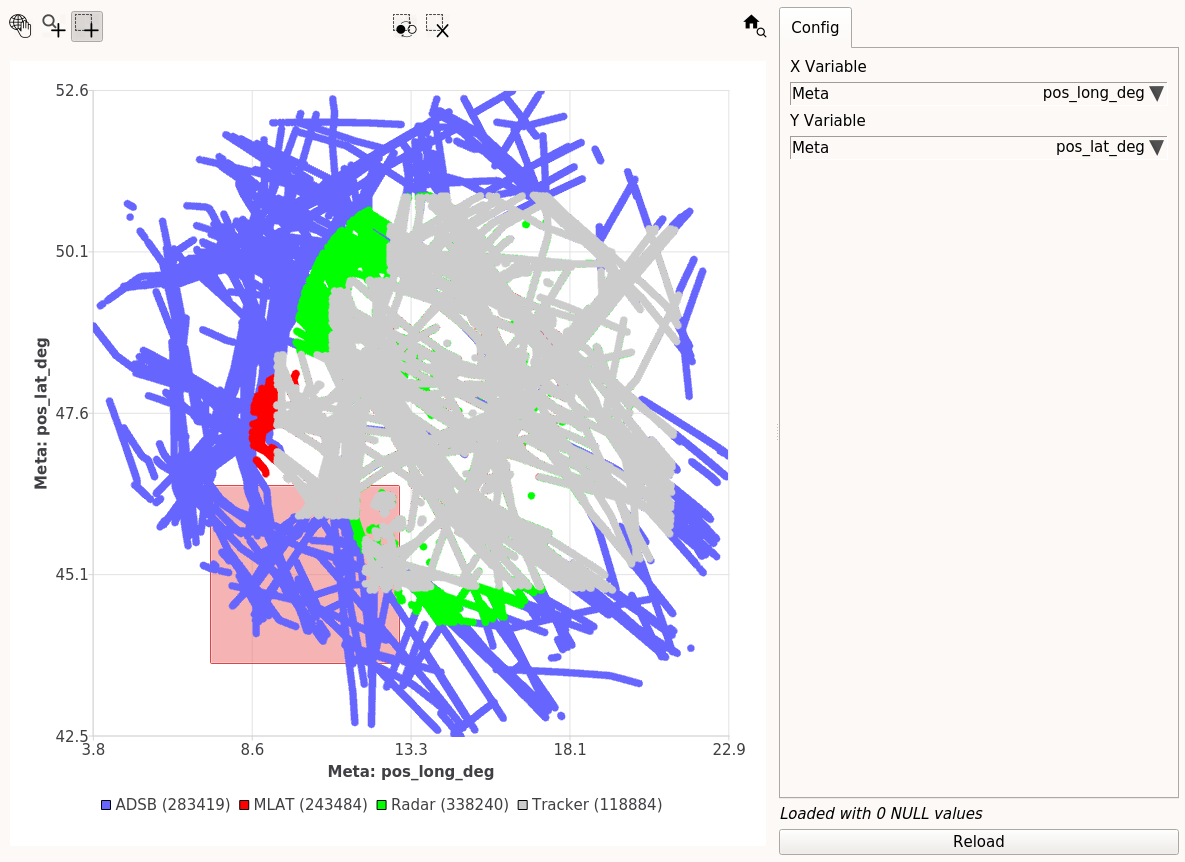 Config
X Variable
Meta pos_long_deg
Y Variable
Meta pos_lat_deg
52.6
50.1
47.6
45.1
42.5
Meta: pos_lat_deg
3.8 8.6 13.3 18.1 22.9
Meta: pos_long_deg
ADSB (283419) MLAT (243484) Radar (338240) Tracker (118884)
Loaded with 0 NULL values
Reload